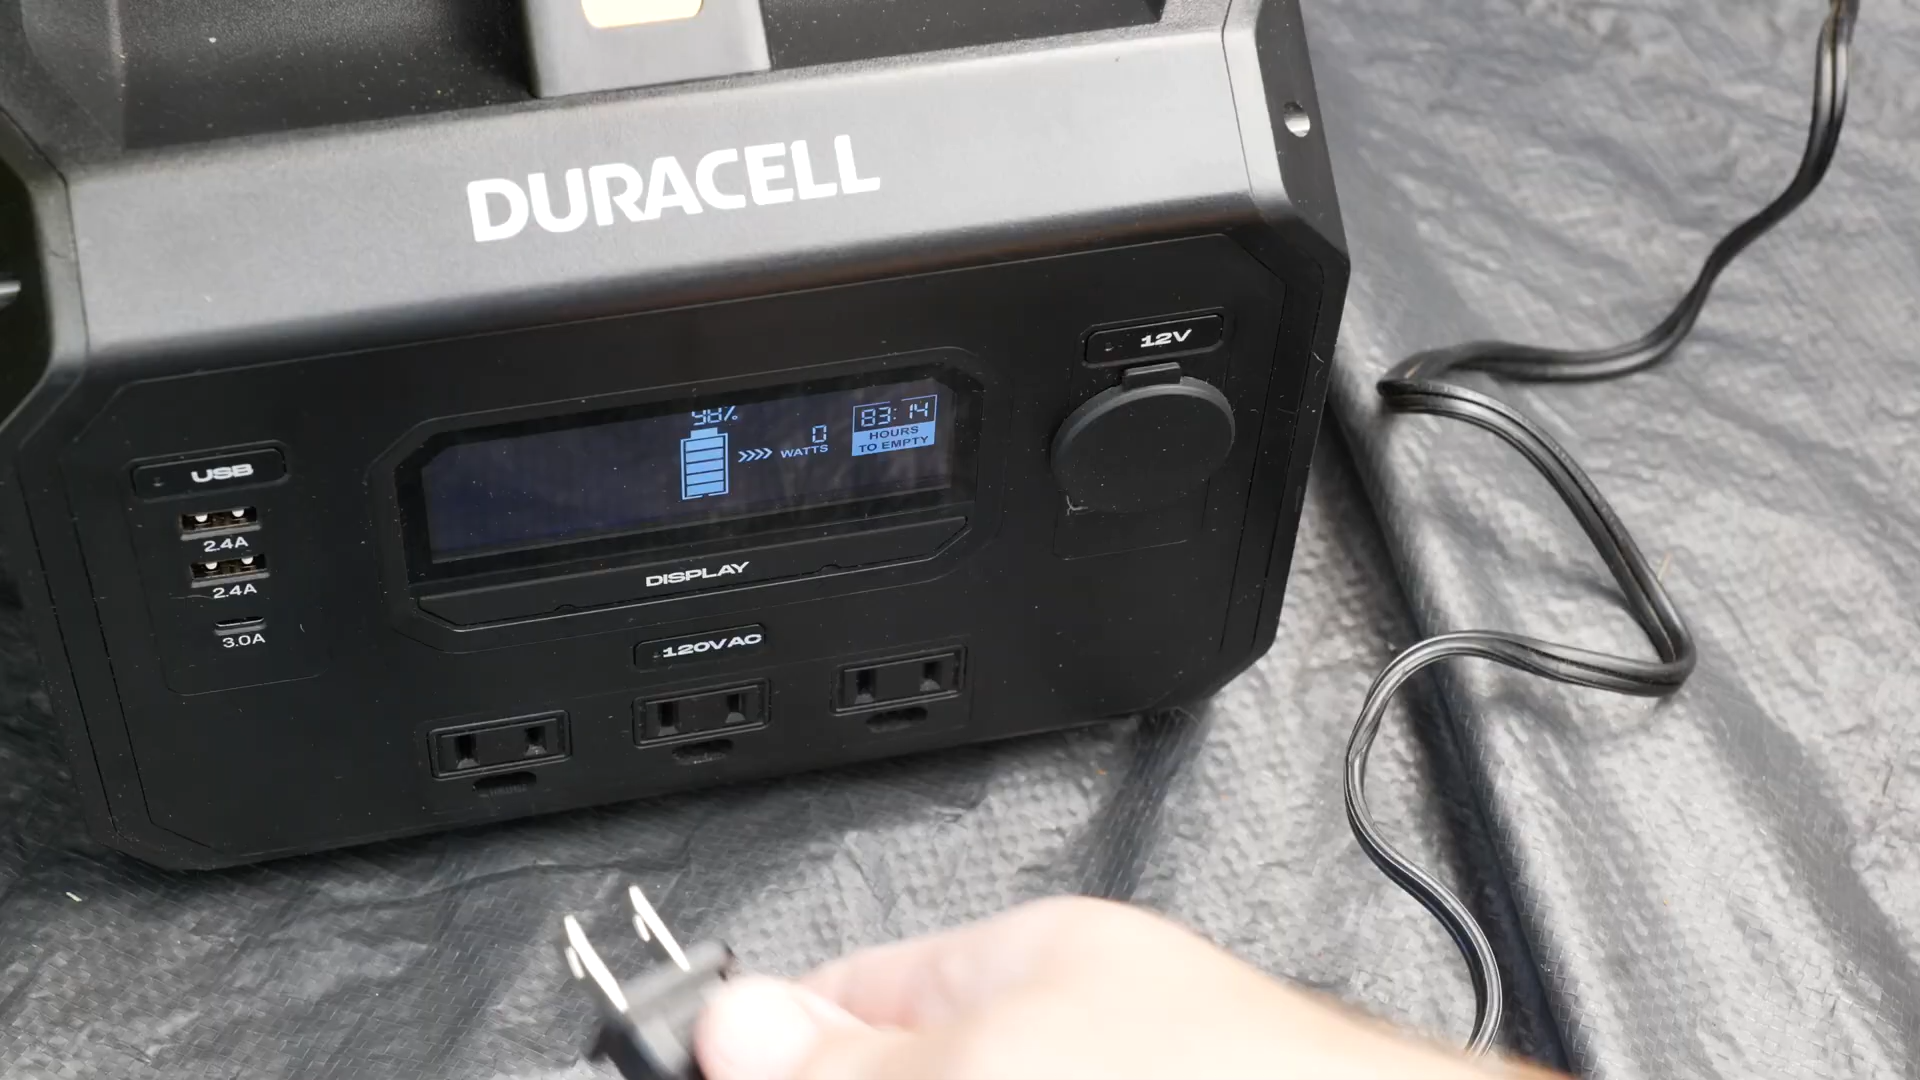 DURACELL
12V
98%
0
WATTS
83:14
HOURS
TO EMPTY
USB
2.4A
2.4A
3.0A
DISPLAY
120VAC